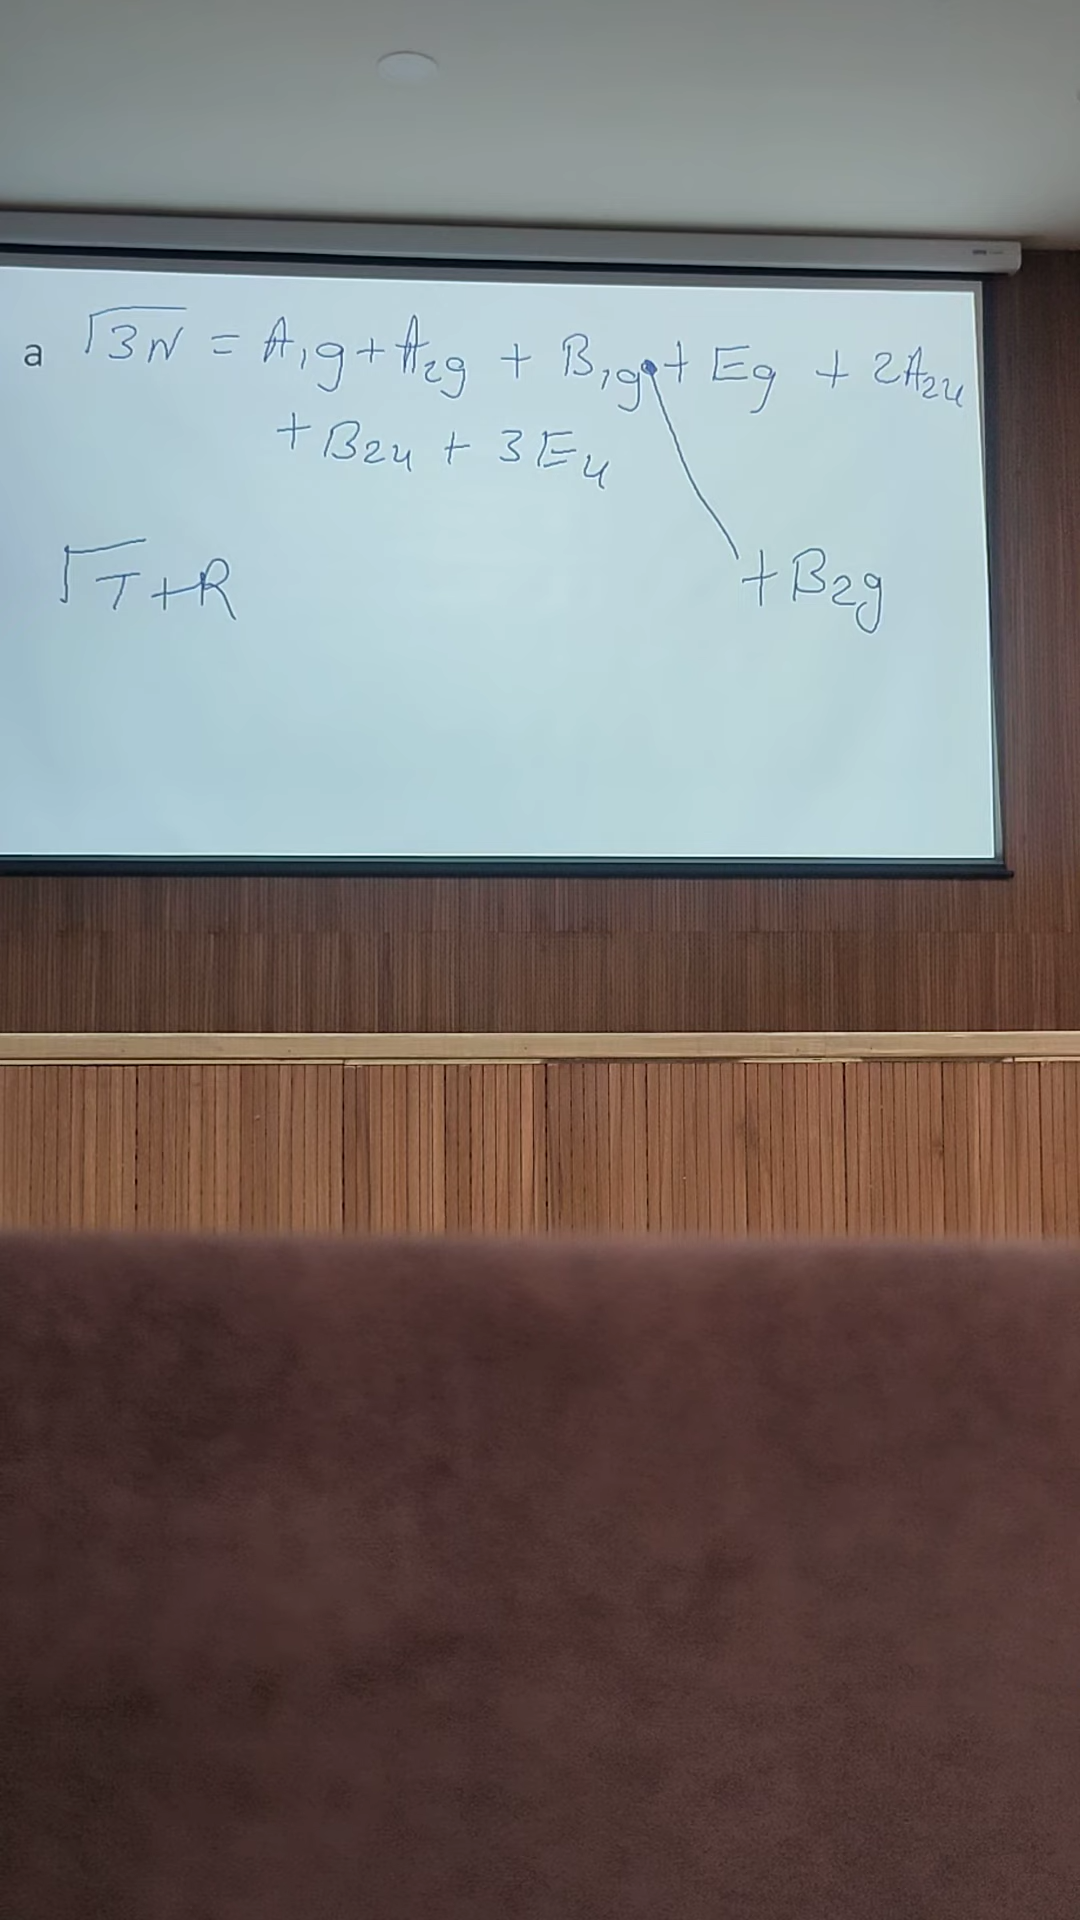 a Γ3N = A1g + A2g + B1g + Eg + 2A2u
+ B2u + 3Eu
ΓT+R
+ B2g